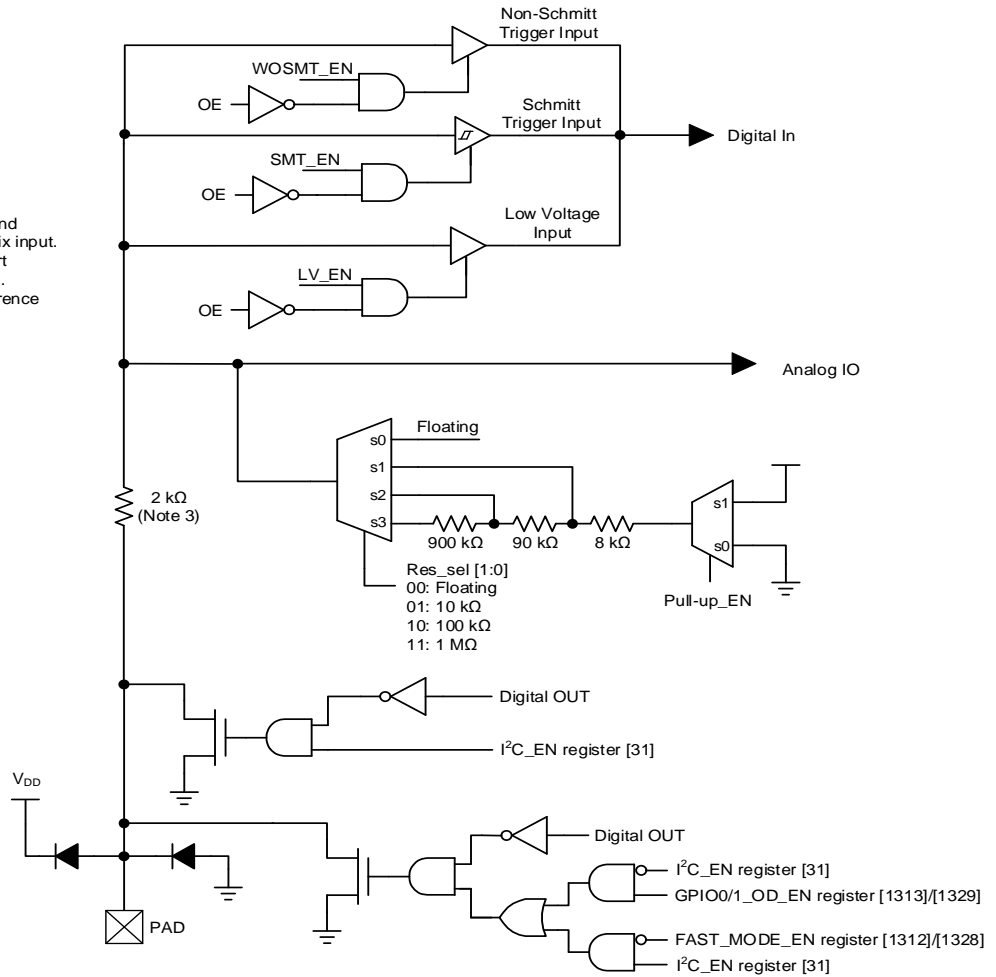 Non-Schmitt
Trigger Input
WOSMT_EN
OE
Schmitt
Trigger Input
Digital In
SMT_EN
OE
Low Voltage
Input
LV_EN
OE
nd
ix input.
rt
.
rence
Analog IO
Floating
s0
s1
s2
s3
900 kΩ
90 kΩ
8 kΩ
s1
s0
Pull-up_EN
2 kΩ
(Note 3)
Res_sel [1:0]
00: Floating
01: 10 kΩ
10: 100 kΩ
11: 1 MΩ
Digital OUT
I²C_EN register [31]
VDD
Digital OUT
I²C_EN register [31]
GPIO0/1_OD_EN register [1313]/[1329]
FAST_MODE_EN register [1312]/[1328]
I²C_EN register [31]
PAD